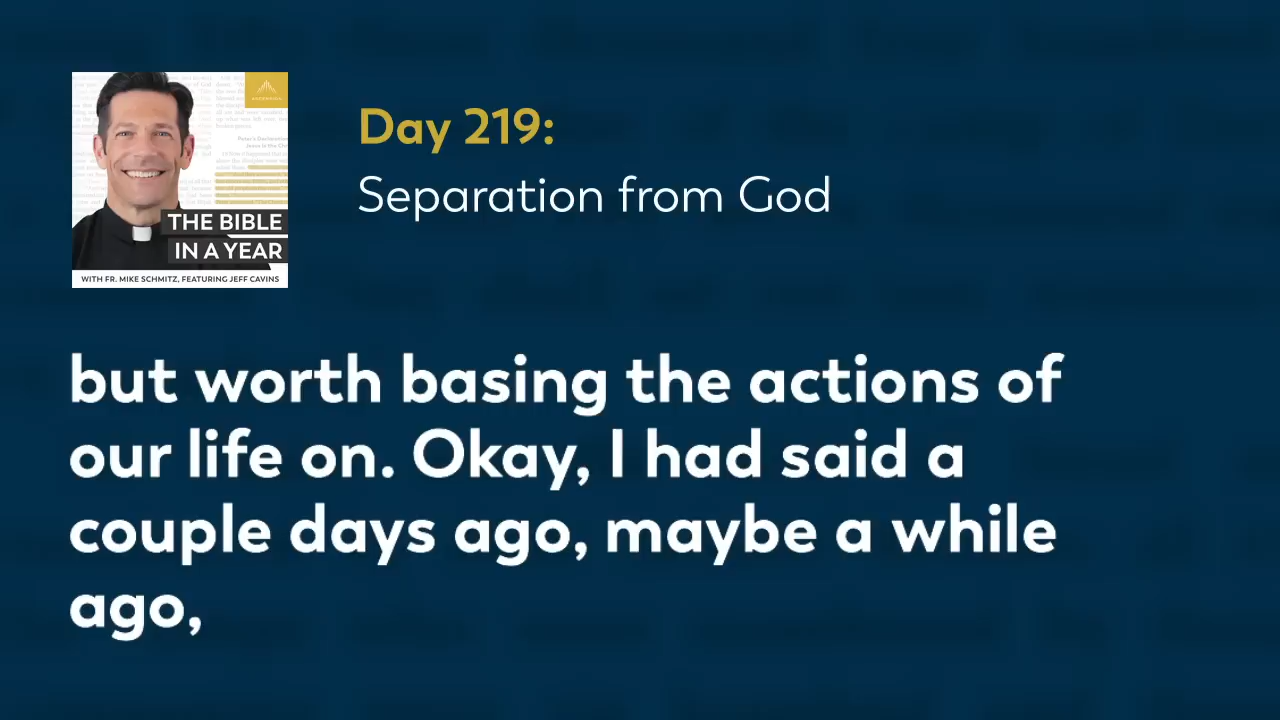 THE BIBLE
IN A YEAR
WITH FR. MIKE SCHMITZ, FEATURING JEFF CAVINS
Day 219:
Separation from God
but worth basing the actions of
our life on. Okay, I had said a
couple days ago, maybe a while
ago,